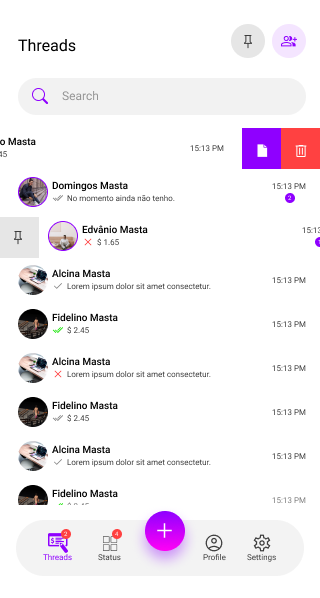 Threads
Search
o Masta
15:13 PM
45
Domingos Masta
15:13 PM
No momento ainda não tenho.
2
Edvânio Masta
15:13
$ 1.65
Alcina Masta
15:13 PM
Lorem ipsum dolor sit amet consectetur.
Fidelino Masta
15:13 PM
$ 2.45
Alcina Masta
15:13 PM
Lorem ipsum dolor sit amet consectetur.
Fidelino Masta
15:13 PM
$ 2.45
Alcina Masta
15:13 PM
Lorem ipsum dolor sit amet consectetur.
Fidelino Masta
15:13 PM
$ 2.45
2
4
Threads
Status
Profile
Settings